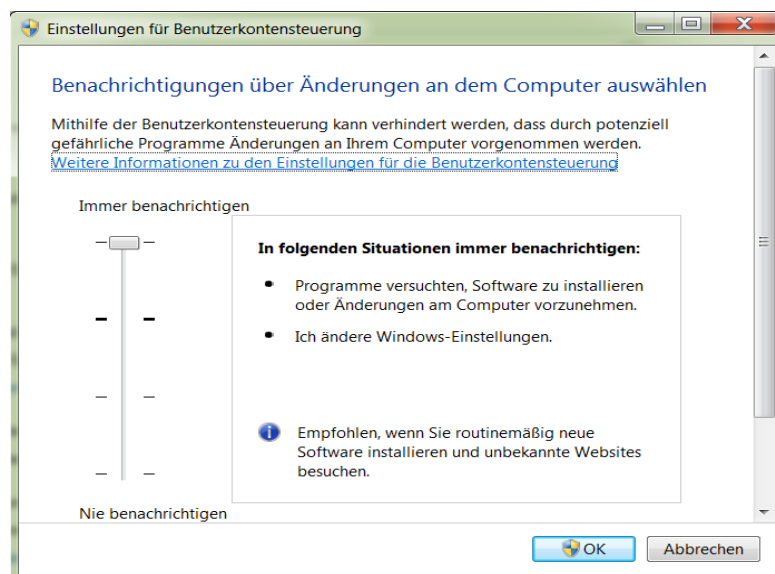 Einstellungen für Benutzerkontensteuerung
Benachrichtigungen über Änderungen an dem Computer auswählen
Mithilfe der Benutzerkontensteuerung kann verhindert werden, dass durch potenziell
gefährliche Programme Änderungen an Ihrem Computer vorgenommen werden.
Weitere Informationen zu den Einstellungen für die Benutzerkontensteuerung
Immer benachrichtigen
In folgenden Situationen immer benachrichtigen:
Programme versuchten, Software zu installieren
oder Änderungen am Computer vorzunehmen.
Ich ändere Windows-Einstellungen.
Empfohlen, wenn Sie routinemäßig neue
Software installieren und unbekannte Websites
besuchen.
Nie benachrichtigen
OK
Abbrechen